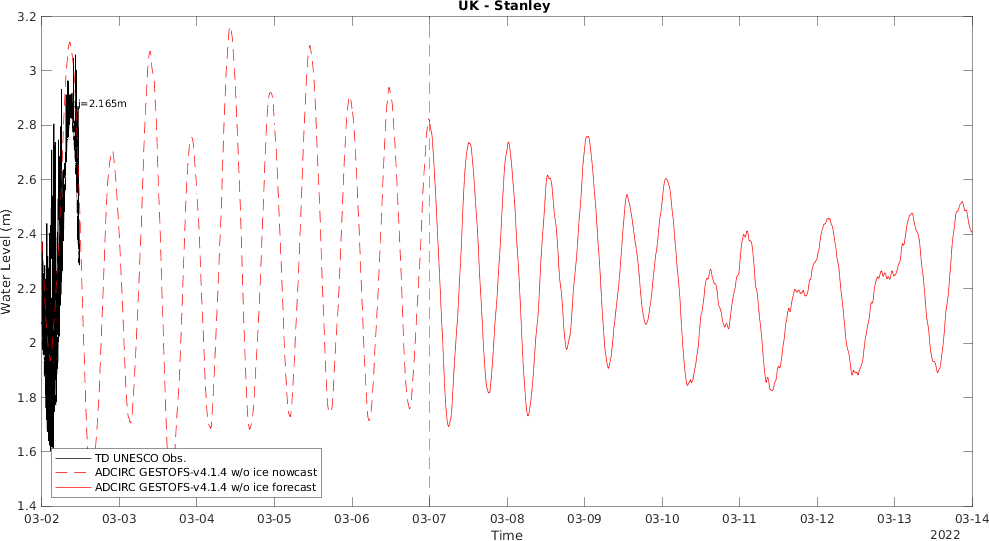 UK - Stanley
3.2
3
2.8
2.6
2.4
2.2
2
1.8
1.6
1.4
Water Level (m)
=2.165m
TD UNESCO Obs.
ADCIRC GESTOFS-v4.1.4 w/o ice nowcast
ADCIRC GESTOFS-v4.1.4 w/o ice forecast
03-02 03-03 03-04 03-05 03-06 03-07 03-08 03-09 03-10 03-11 03-12 03-13 03-14
Time
2022